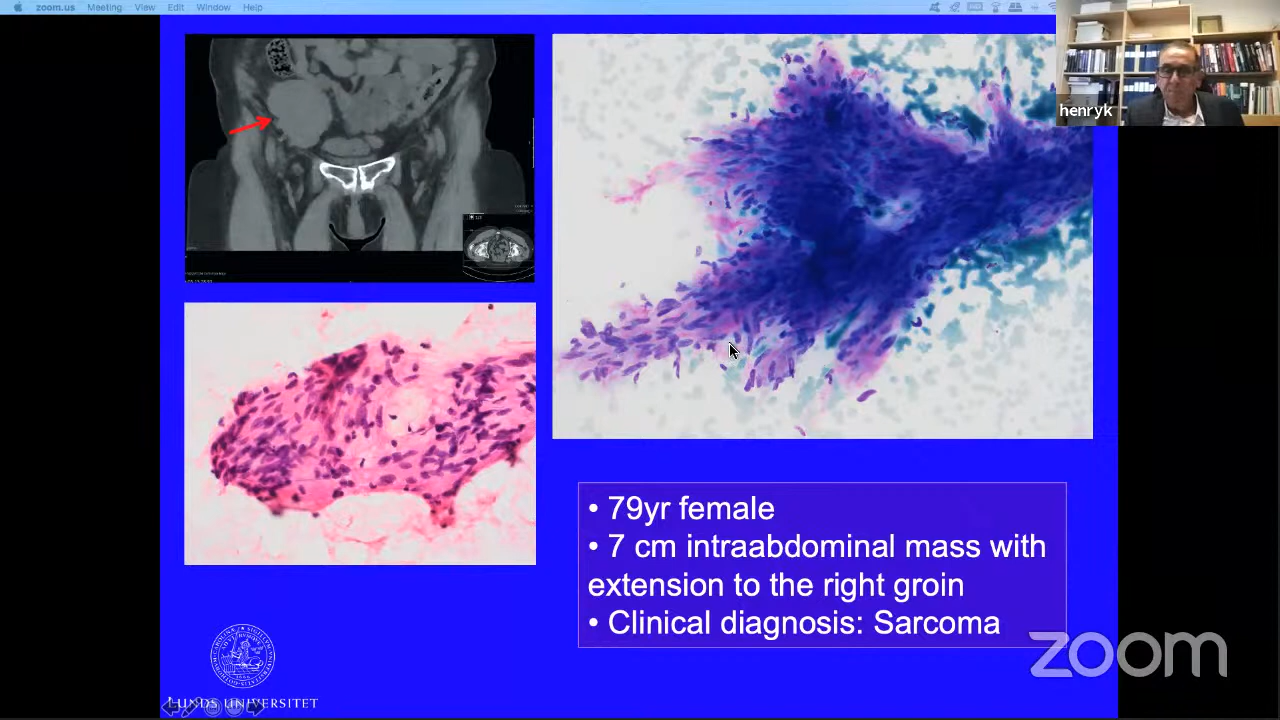 zoom.us Meeting View Edit Window Help
henryk
• 79yr female
• 7 cm intraabdominal mass with
extension to the right groin
• Clinical diagnosis: Sarcoma
zoom
LUNDS UNIVERSITET